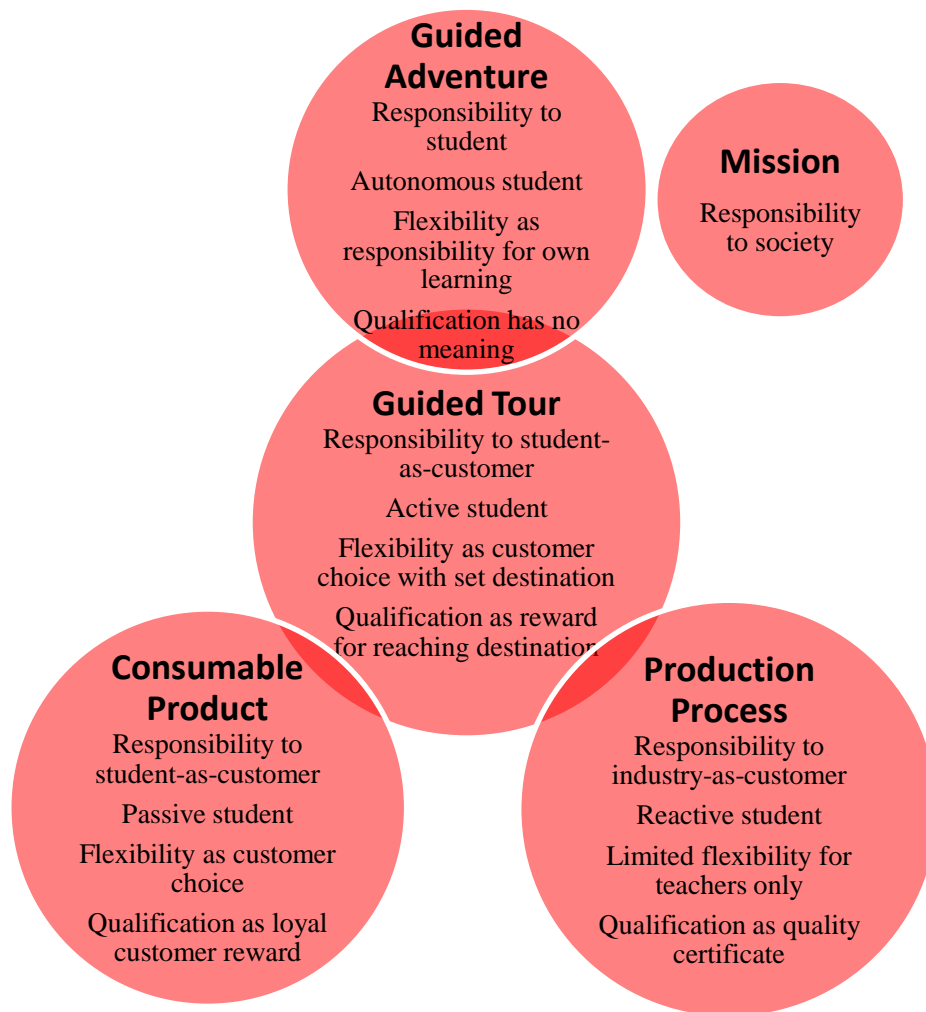 Guided
Adventure
Responsibility to
student
Autonomous student
Flexibility as
responsibility for own
learning
Qualification has no
meaning
Mission
Responsibility
to society
Guided Tour
Responsibility to student-
as-customer
Active student
Flexibility as customer
choice with set destination
Qualification as reward
for reaching destination
Consumable
Product
Responsibility to
student-as-customer
Passive student
Flexibility as customer
choice
Qualification as loyal
customer reward
Production
Process
Responsibility to
industry-as-customer
Reactive student
Limited flexibility for
teachers only
Qualification as quality
certificate